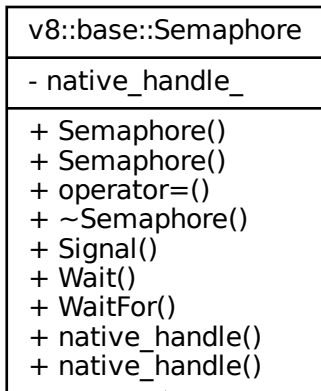 v8::base::Semaphore
- native_handle_
+ Semaphore()
+ Semaphore()
+ operator=()
+ ~Semaphore()
+ Signal()
+ Wait()
+ WaitFor()
+ native_handle()
+ native_handle()